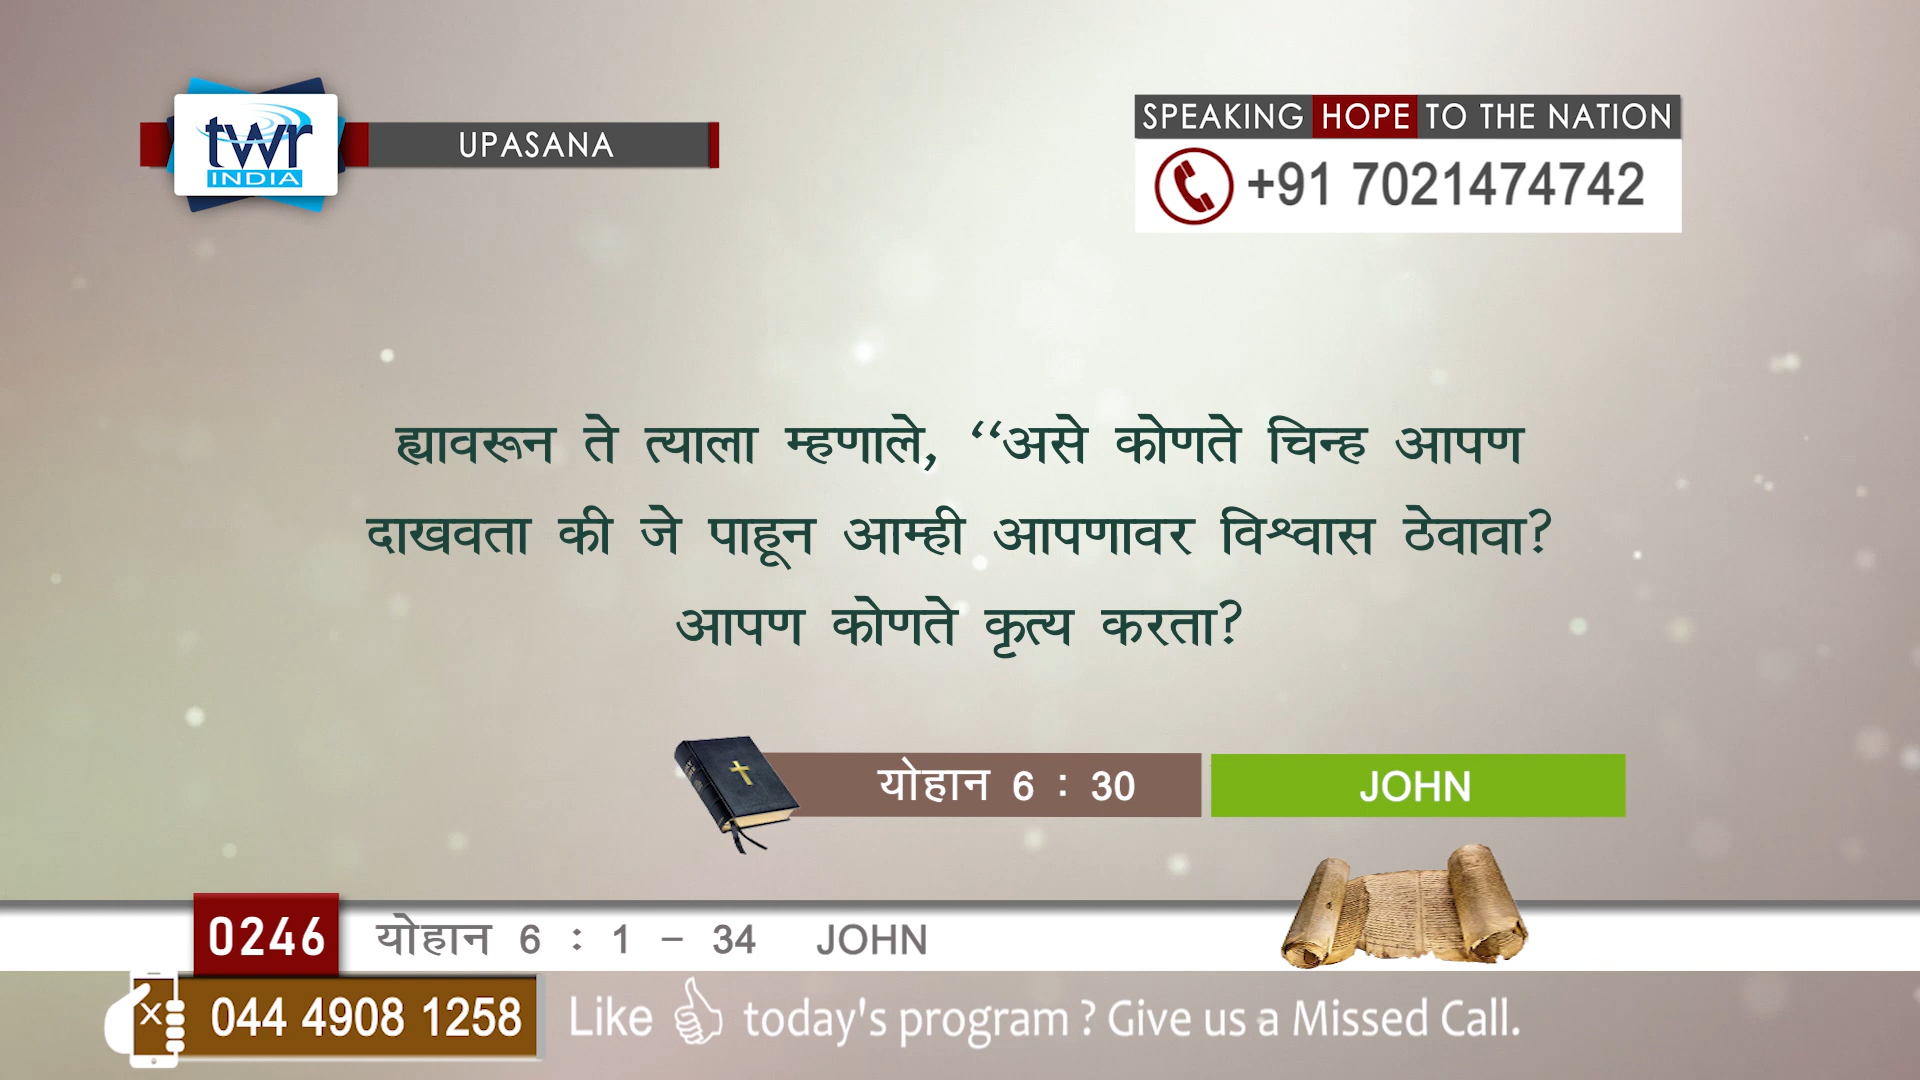 twr
INDIA
UPASANA
SPEAKING HOPE TO THE NATION
+91 7021474742
ह्यावरून ते त्याला म्हणाले, “असे कोणते चिन्ह आपण
दाखवता की जे पाहून आम्ही आपणावर विश्वास ठेवावा?
आपण कोणते कृत्य करता?
योहान 6 : 30
JOHN
0246
योहान 6 : 1 - 34 JOHN
044 4908 1258
Like today's program ? Give us a Missed Call.